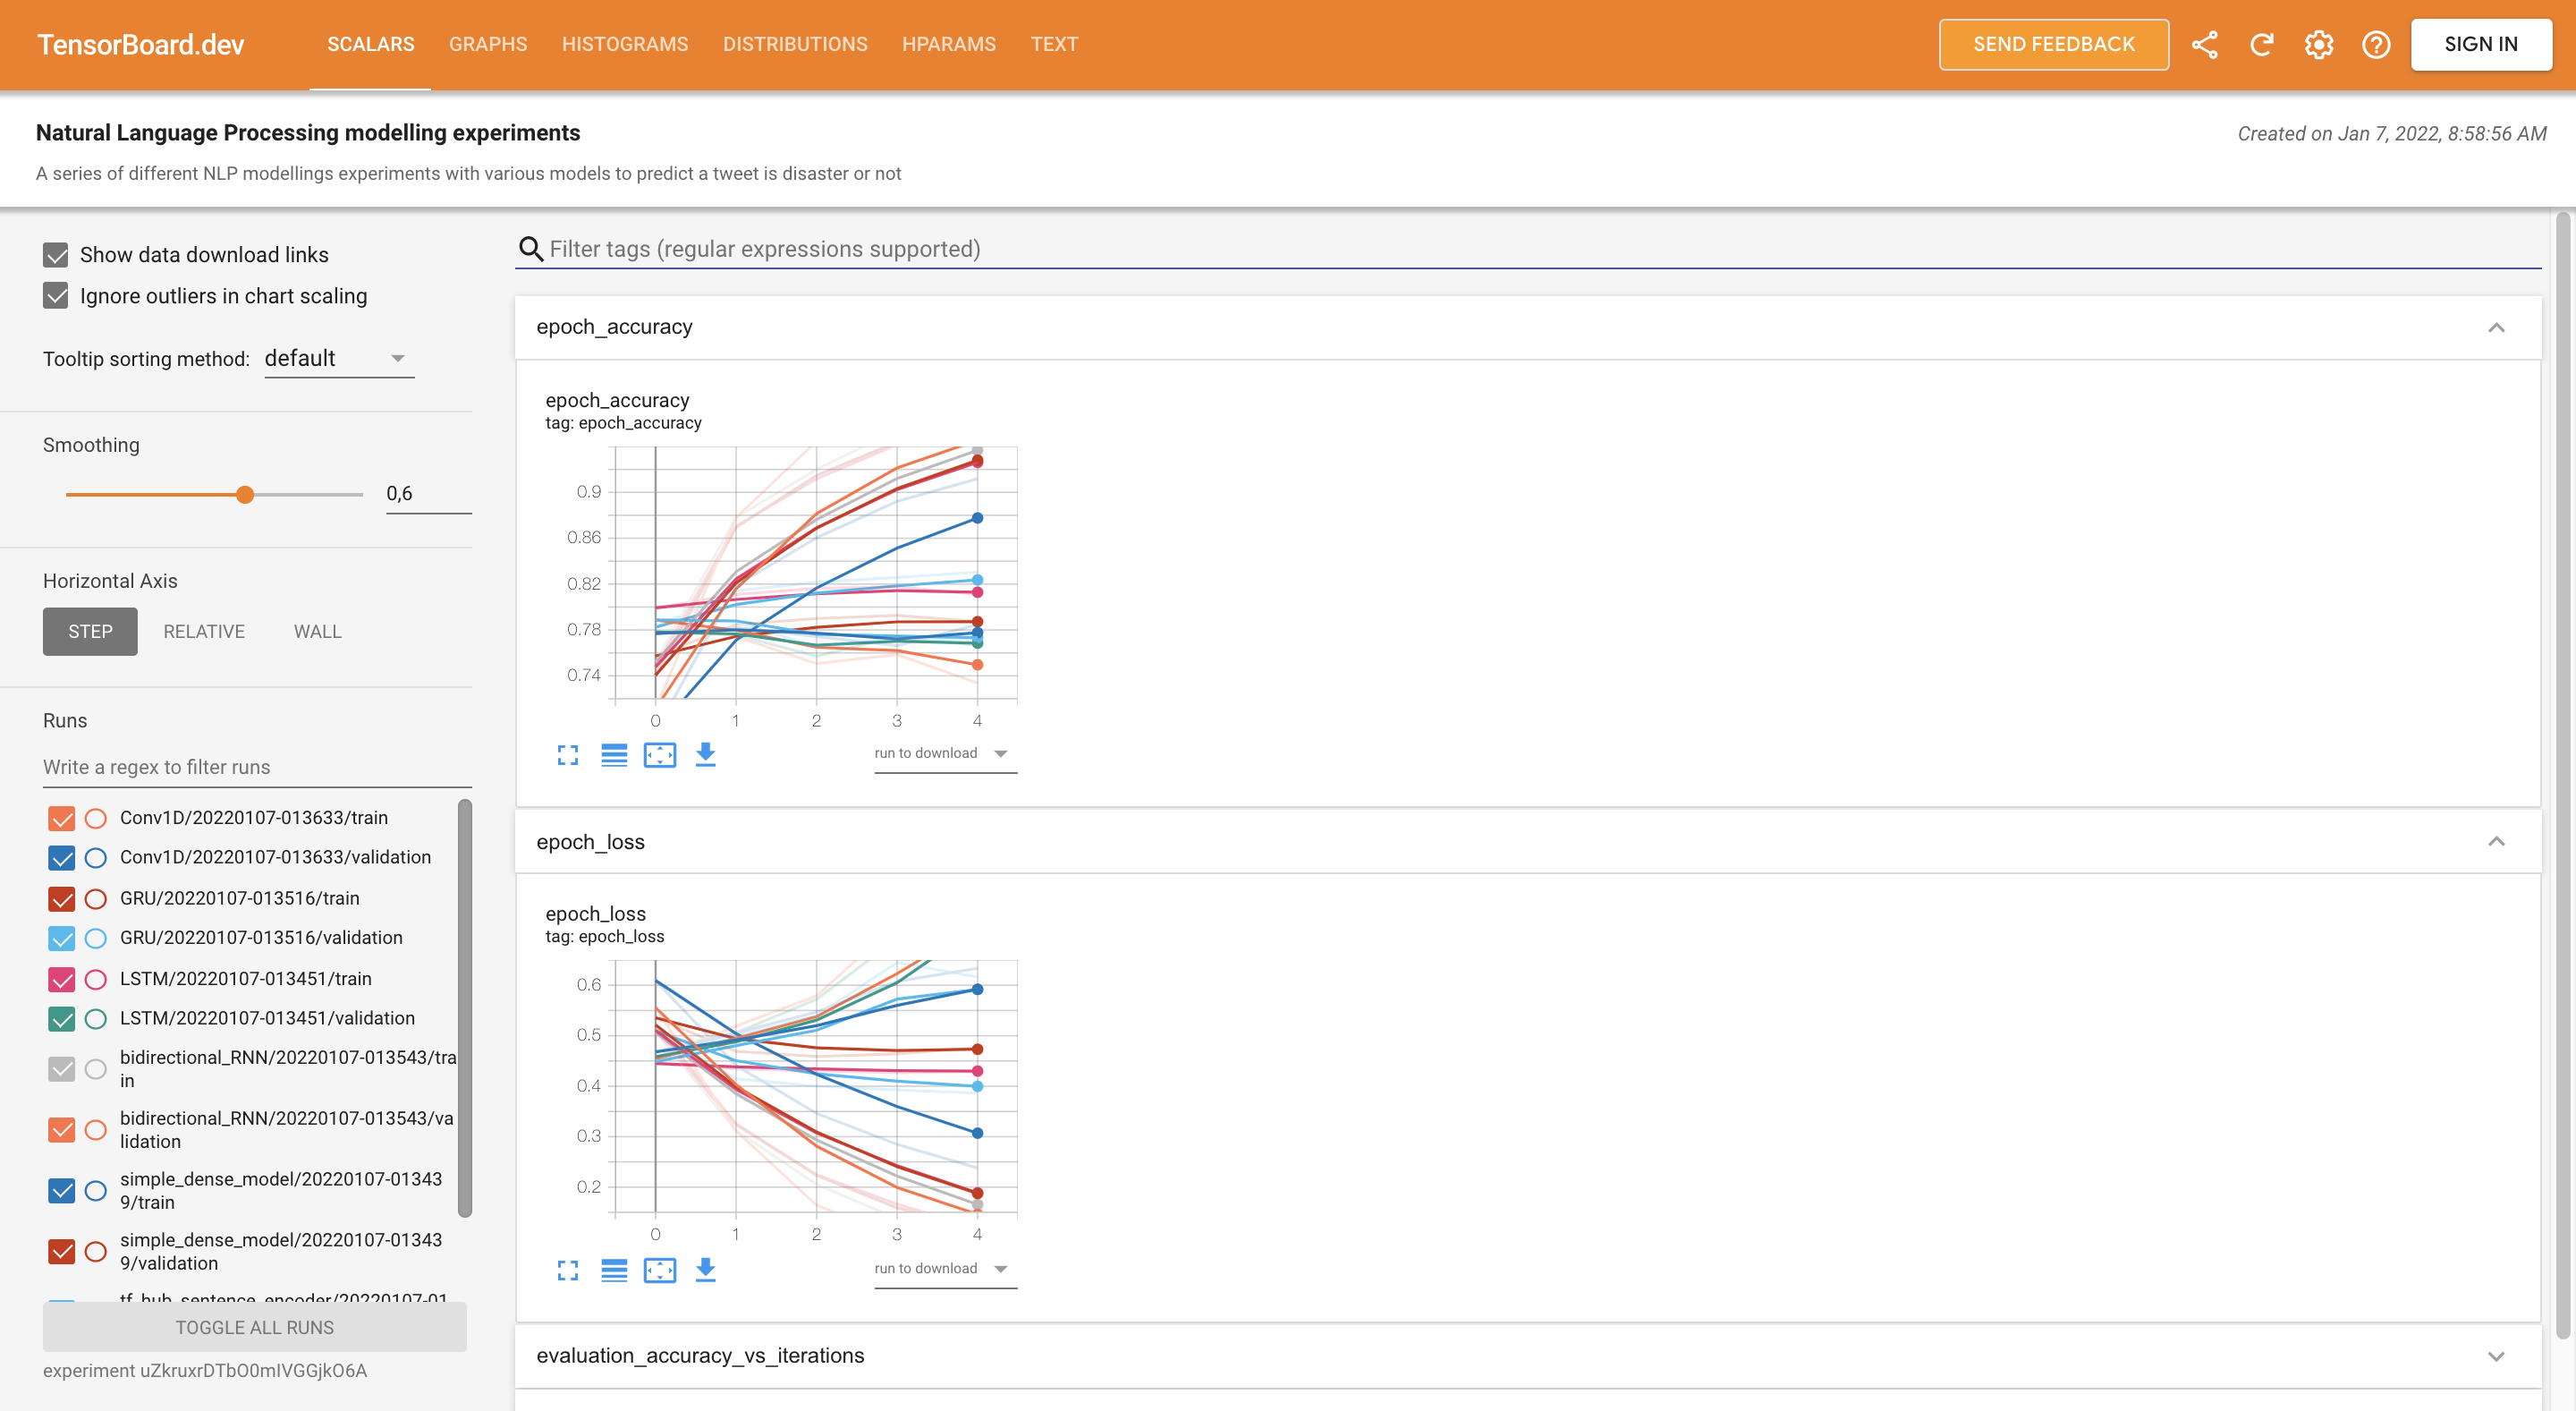 TensorBoard.dev SCALARS GRAPHS HISTOGRAMS DISTRIBUTIONS HPARAMS TEXT SEND FEEDBACK SIGN IN
Natural Language Processing modelling experiments
Created on Jan 7, 2022, 8:58:56 AM
A series of different NLP modellings experiments with various models to predict a tweet is disaster or not
Show data download links
Ignore outliers in chart scaling
Tooltip sorting method: default
Smoothing
0,6
Horizontal Axis
STEP RELATIVE WALL
Runs
Write a regex to filter runs
Conv1D/20220107-013633/train
Conv1D/20220107-013633/validation
GRU/20220107-013516/train
GRU/20220107-013516/validation
LSTM/20220107-013451/train
LSTM/20220107-013451/validation
bidirectional_RNN/20220107-013543/tra
in
bidirectional_RNN/20220107-013543/va
lidation
simple_dense_model/20220107-01343
9/train
simple_dense_model/20220107-01343
9/validation
tf_hub_sentence_encoder/20220107-01
TOGGLE ALL RUNS
experiment uZkruxrDTbO0mIVGGjkO6A
Filter tags (regular expressions supported)
epoch_accuracy
epoch_accuracy
tag: epoch_accuracy
0.9
0.86
0.82
0.78
0.74
0 1 2 3 4
run to download
epoch_loss
epoch_loss
tag: epoch_loss
0.6
0.5
0.4
0.3
0.2
0 1 2 3 4
run to download
evaluation_accuracy_vs_iterations